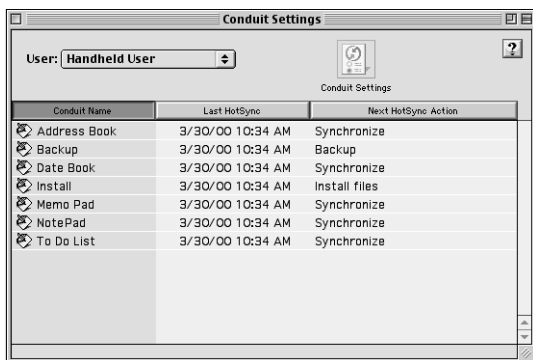 Conduit Settings
User: Handheld User
?
Conduit Settings
Conduit Name Last HotSync Next HotSync Action
Address Book 3/30/00 10:34 AM Synchronize
Backup 3/30/00 10:34 AM Backup
Date Book 3/30/00 10:34 AM Synchronize
Install 3/30/00 10:34 AM Install files
Memo Pad 3/30/00 10:34 AM Synchronize
NotePad 3/30/00 10:34 AM Synchronize
To Do List 3/30/00 10:34 AM Synchronize